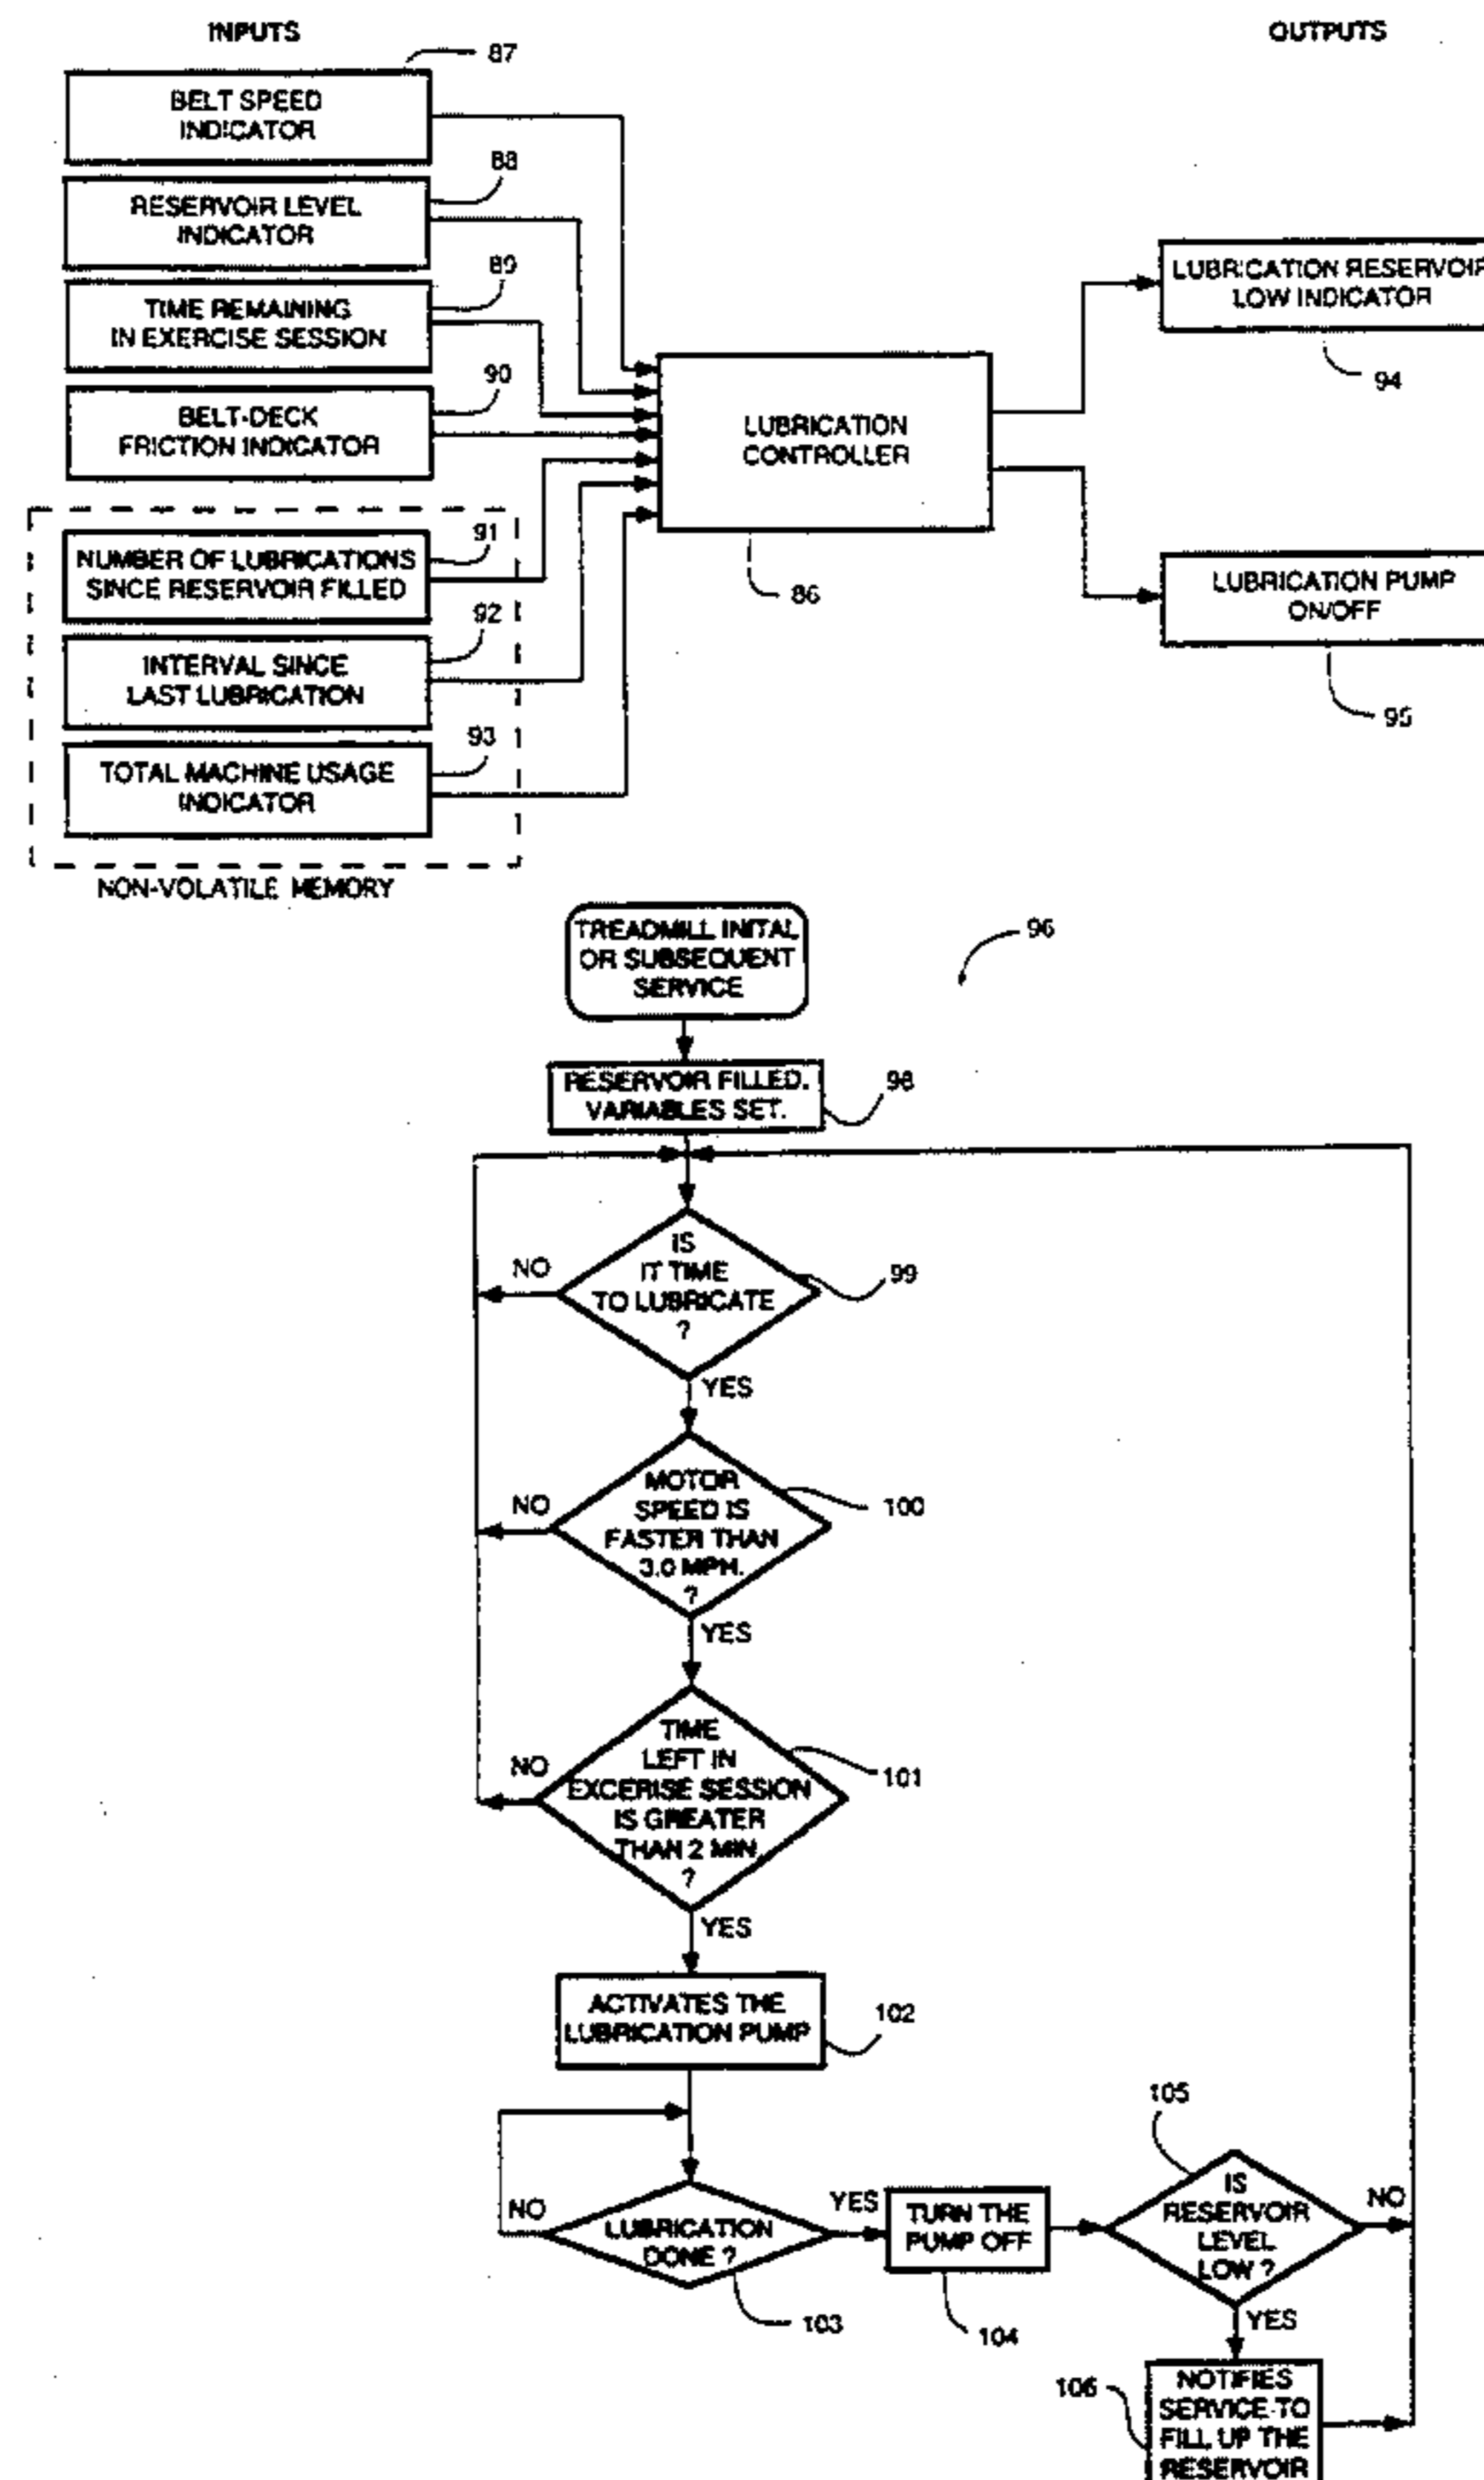 INPUTS
OUTPUTS
87
BELT SPEED
INDICATOR
88
RESERVOIR LEVEL
INDICATOR
89
TIME REMAINING
IN EXERCISE SESSION
90
BELT-DECK
FRICTION INDICATOR
91
NUMBER OF LUBRICATIONS
SINCE RESERVOIR FILLED
92
INTERVAL SINCE
LAST LUBRICATION
93
TOTAL MACHINE USAGE
INDICATOR
NON-VOLATILE MEMORY
LUBRICATION
CONTROLLER
86
LUBRICATION RESERVOIR
LOW INDICATOR
94
LUBRICATION PUMP
ON/OFF
95
TREADMILL INITAL
OR SUBSEQUENT
SERVICE
96
RESERVOIR FILLED.
VARIABLES SET.
98
IS
IT TIME
TO LUBRICATE
?
99
NO
YES
MOTOR
SPEED IS
FASTER THAN
3.0 MPH.
?
100
NO
YES
TIME
LEFT IN
EXCERISE SESSION
IS GREATER
THAN 2 MIN.
?
101
NO
YES
ACTIVATES THE
LUBRICATION PUMP
102
LUBRICATION
DONE ?
103
NO
YES
TURN THE
PUMP OFF
104
105
IS
RESERVOIR
LEVEL
LOW ?
NO
YES
106
NOTIFIES
SERVICE TO
FILL UP THE
RESERVOIR